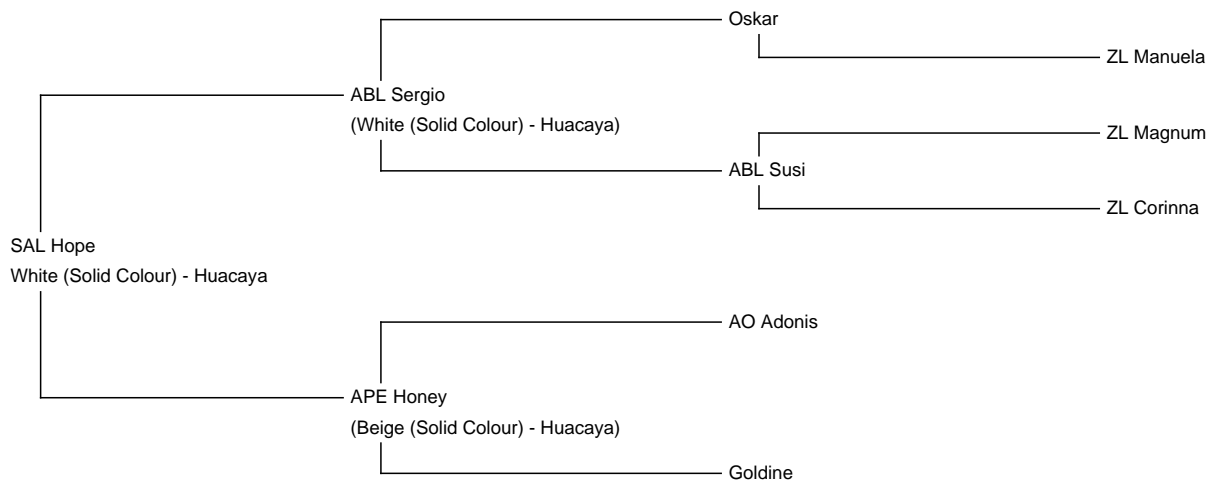 Oskar
ZL Manuela
ABL Sergio
(White (Solid Colour) - Huacaya)
ZL Magnum
ABL Susi
ZL Corinna
SAL Hope
White (Solid Colour) - Huacaya
AO Adonis
APE Honey
(Beige (Solid Colour) - Huacaya)
Goldine